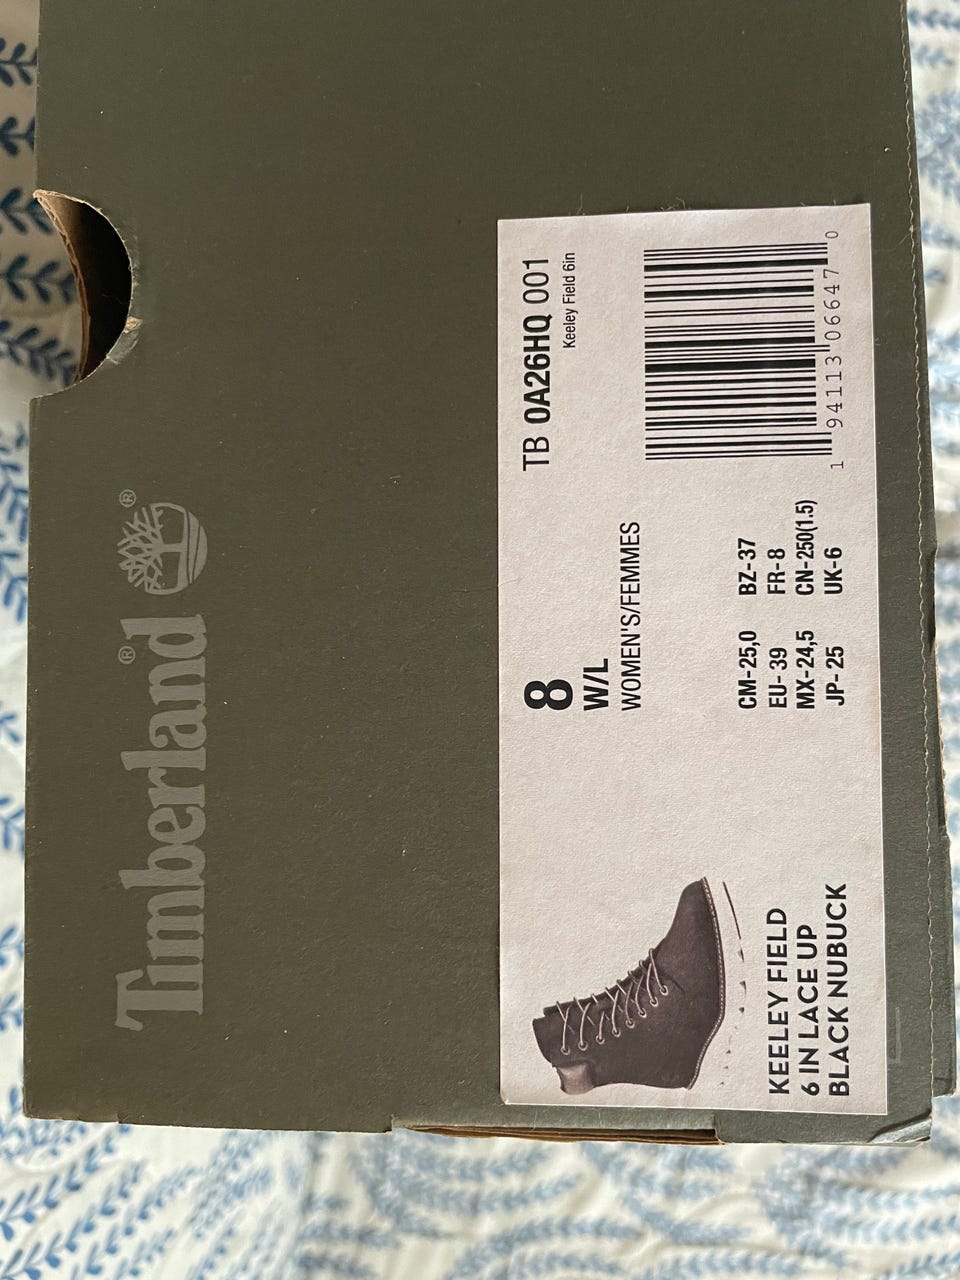 Timberland®
®
TB 0A26HQ 001
Keeley Field 6in
8
W/L
WOMEN'S/FEMMES
CM-25,0 BZ-37
EU-39 FR-8
MX-24,5 CN-250(1.5)
JP-25 UK-6
1 94113 06647 0
KEELEY FIELD
6 IN LACE UP
BLACK NUBUCK